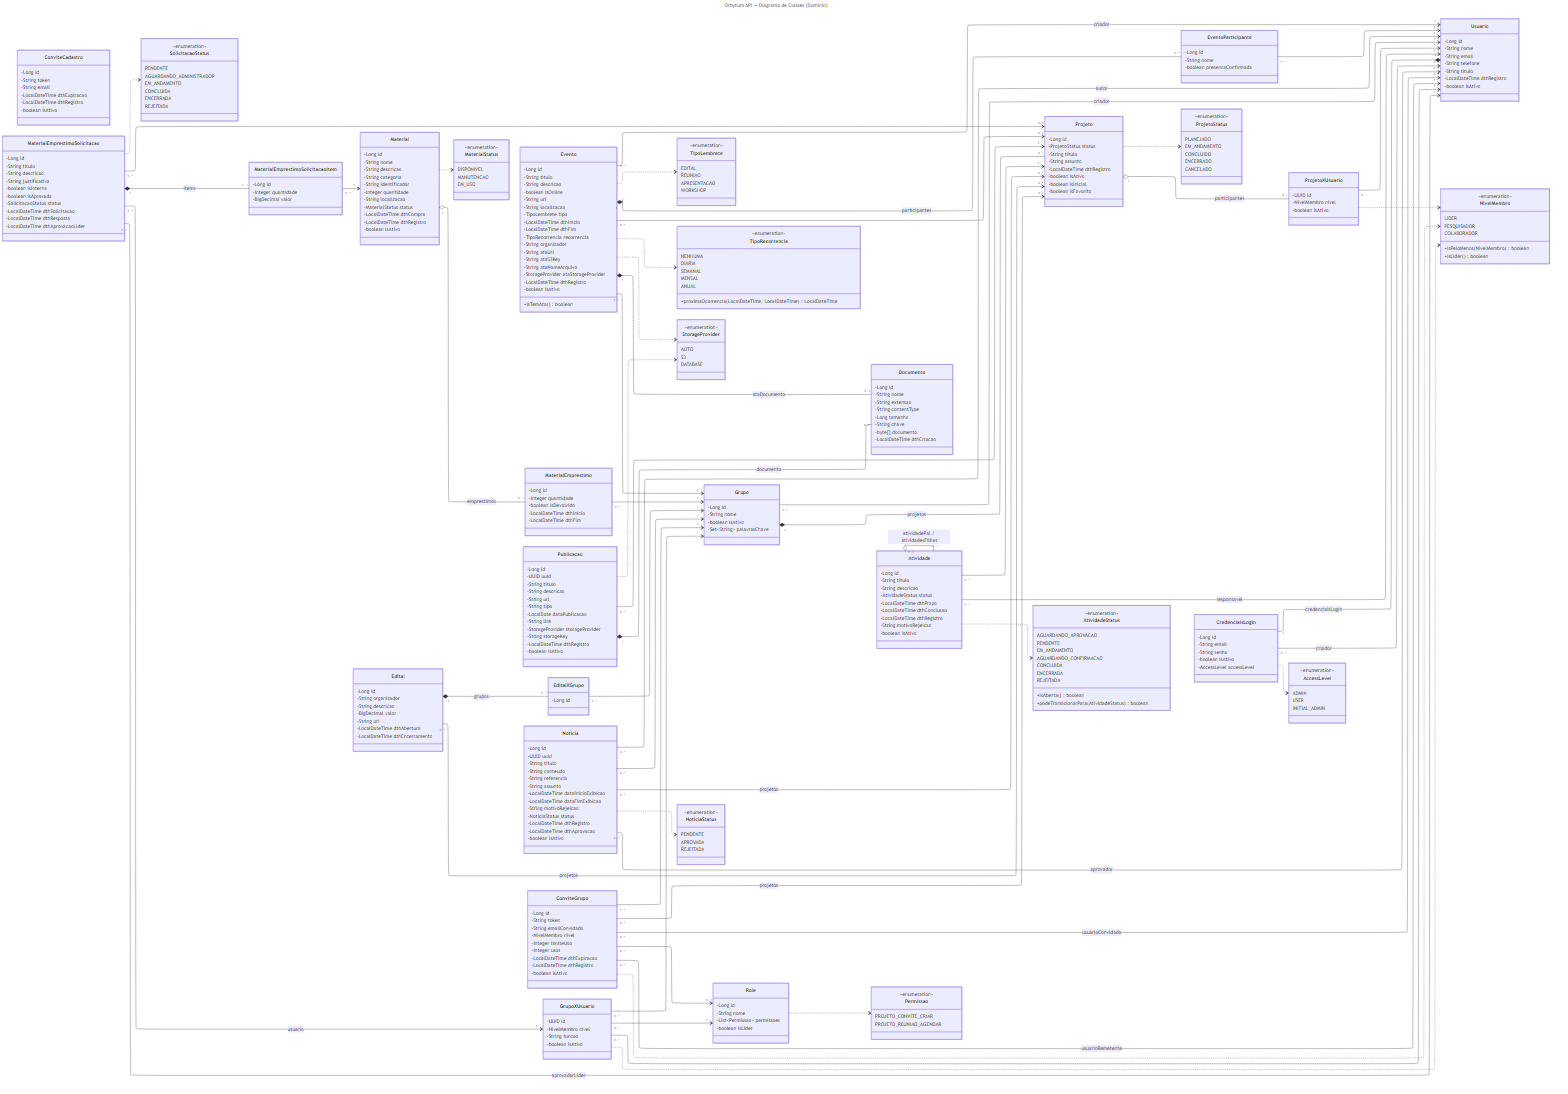 Orbytum API — Diagrama de Classes (Domínio)
ConviteCadastro
-Long id
-String token
-String email
-LocalDateTime dthExpiracao
-LocalDateTime dthRegistro
-boolean isAtivo
«enumeration»
SolicitacaoStatus
PENDENTE
AGUARDANDO_ADMINISTRADOR
EM_ANDAMENTO
CONCLUIDA
ENCERRADA
REJEITADA
MaterialEmprestimoSolicitacao
-Long id
-String titulo
-String descricao
-String justificativa
-boolean isInterno
-boolean isAprovado
-SolicitacaoStatus status
-LocalDateTime dthSolicitacao
-LocalDateTime dthResposta
-LocalDateTime dthAprovacaoLider
itens
MaterialEmprestimoSolicitacaoItem
-Long id
-Integer quantidade
-BigDecimal valor
Material
-Long id
-String nome
-String descricao
-String categoria
-String identificador
-Integer quantidade
-String localizacao
-MaterialStatus status
-LocalDateTime dthCompra
-LocalDateTime dthRegistro
-boolean isAtivo
«enumeration»
MaterialStatus
DISPONIVEL
MANUTENCAO
EM_USO
Evento
-Long id
-String titulo
-String descricao
-boolean isOnline
-String url
-String localizacao
-TipoLembrete tipo
-LocalDateTime dthInicio
-LocalDateTime dthFim
-TipoRecorrencia recorrencia
-String organizador
-String ataUrl
-String ataS3Key
-String ataNomeArquivo
-StorageProvider ataStorageProvider
-LocalDateTime dthRegistro
-boolean isAtivo
+isTemAta() : boolean
«enumeration»
TipoLembrete
EDITAL
REUNIAO
APRESENTACAO
WORKSHOP
«enumeration»
TipoRecorrencia
NENHUMA
DIARIA
SEMANAL
MENSAL
ANUAL
+proximaOcorrencia(LocalDateTime, LocalDateTime) : LocalDateTime
«enumeration»
StorageProvider
AUTO
S3
DATABASE
criador
participantes
autor
criador
EventoParticipante
-Long id
-String nome
-boolean presencaConfirmada
Usuario
-Long id
-String nome
-String email
-String telefone
-String titulo
-LocalDateTime dthRegistro
-boolean isAtivo
Projeto
-Long id
-ProjetoStatus status
-String titulo
-String assunto
-LocalDateTime dthRegistro
-boolean isAtivo
-boolean isInicial
-boolean isFavorito
«enumeration»
ProjetoStatus
PLANEJADO
EM_ANDAMENTO
CONCLUIDO
ENCERRADO
CANCELADO
participantes
ProjetoXUsuario
-UUID id
-NivelMembro nivel
-boolean isAtivo
«enumeration»
NivelMembro
LIDER
PESQUISADOR
COLABORADOR
+isPeloMenos(NivelMembro) : boolean
+isLider() : boolean
ataDocumento
Documento
-Long id
-String nome
-String extensao
-String contentType
-Long tamanho
-String chave
-byte[] documento
-LocalDateTime dthCriacao
documento
emprestimos
MaterialEmprestimo
-Long id
-Integer quantidade
-boolean isDevolvido
-LocalDateTime dthInicio
-LocalDateTime dthFim
Grupo
-Long id
-String nome
-boolean isAtivo
-Set<String> palavrasChave
projetos
Publicacao
-Long id
-UUID uuid
-String titulo
-String descricao
-String url
-String tipo
-LocalDate dataPublicacao
-String link
-StorageProvider storageProvider
-String storageKey
-LocalDateTime dthRegistro
-boolean isAtivo
atividadePai /
atividadesFilhas
Atividade
-Long id
-String titulo
-String descricao
-AtividadeStatus status
-LocalDateTime dthPrazo
-LocalDateTime dthConclusao
-LocalDateTime dthRegistro
-String motivoRejeicao
-boolean isAtivo
responsavel
«enumeration»
AtividadeStatus
AGUARDANDO_APROVACAO
PENDENTE
EM_ANDAMENTO
AGUARDANDO_CONFIRMACAO
CONCLUIDA
ENCERRADA
REJEITADA
+isAberta() : boolean
+podeTransicionarPara(AtividadeStatus) : boolean
credenciaisLogin
CredenciaisLogin
-Long id
-String email
-String senha
-boolean isAtivo
-AccessLevel accessLevel
criador
«enumeration»
AccessLevel
ADMIN
USER
INITIAL_ADMIN
Edital
-Long id
-String organizador
-String descricao
-BigDecimal valor
-String url
-LocalDateTime dthAbertura
-LocalDateTime dthEncerramento
grupos
EditalXGrupo
-Long id
Noticia
-Long id
-UUID uuid
-String titulo
-String conteudo
-String referencia
-String assunto
-LocalDateTime dataInicioExibicao
-LocalDateTime dataFimExibicao
-String motivoRejeicao
-NoticiaStatus status
-LocalDateTime dthRegistro
-LocalDateTime dthAprovacao
-boolean isAtivo
projetos
«enumeration»
NoticiaStatus
PENDENTE
APROVADA
REJEITADA
aprovador
projetos
projetos
ConviteGrupo
-Long id
-String token
-String emailConvidado
-NivelMembro nivel
-Integer limiteUso
-Integer usos
-LocalDateTime dthExpiracao
-LocalDateTime dthRegistro
-boolean isAtivo
usuarioConvidado
GrupoXUsuario
-UUID id
-NivelMembro nivel
-String funcao
-boolean isAtivo
Role
-Long id
-String nome
-List<Permissao> permissoes
-boolean isLider
«enumeration»
Permissao
PROJETO_CONVITE_CRIAR
PROJETO_REUNIAO_AGENDAR
usuario
usuarioRemetente
aprovadorLider